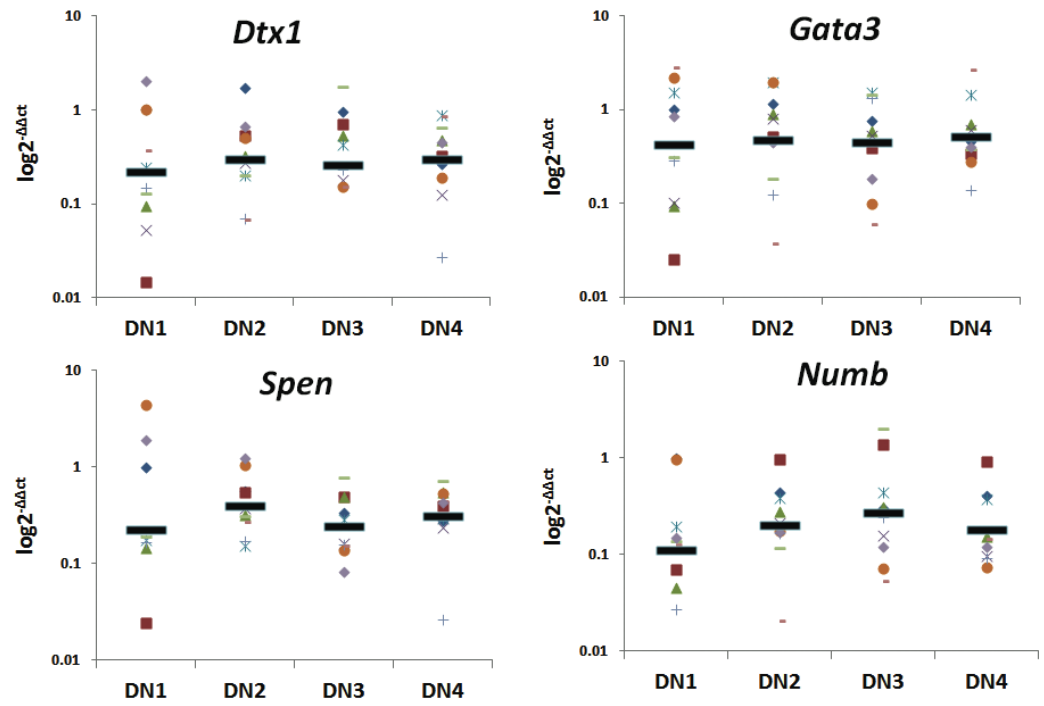 Dtx1
log2-ΔΔct
10
1
0.1
0.01
DN1 DN2 DN3 DN4
Gata3
log2-ΔΔct
10
1
0.1
0.01
DN1 DN2 DN3 DN4
Spen
log2-ΔΔct
10
1
0.1
0.01
DN1 DN2 DN3 DN4
Numb
log2-ΔΔct
10
1
0.1
0.01
DN1 DN2 DN3 DN4